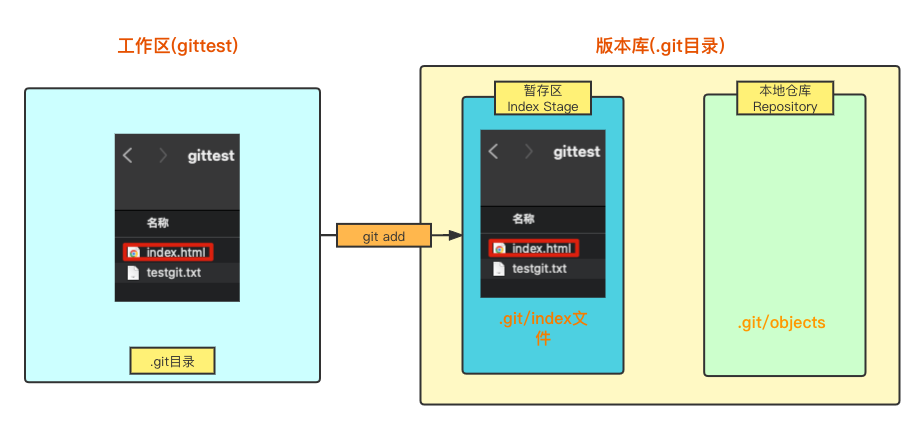 工作区(gittest)
gittest
名称
index.html
testgit.txt
.git目录
git add
版本库(.git目录)
暂存区
Index Stage
gittest
名称
index.html
testgit.txt
.git/index文
件
本地仓库
Repository
.git/objects